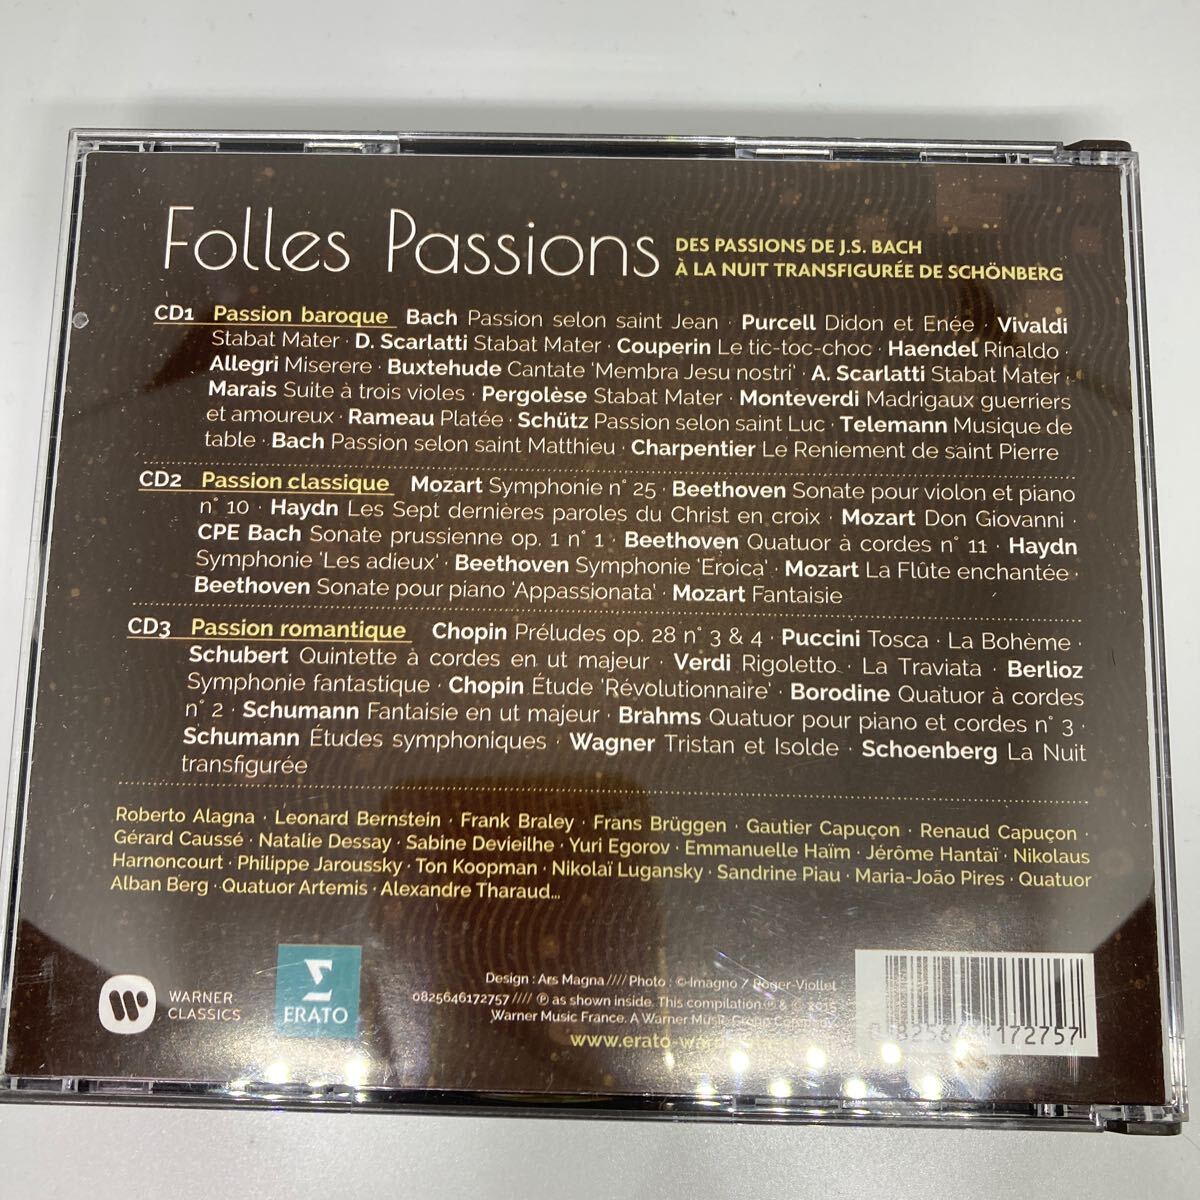 Folles Passions
DES PASSIONS DE J.S. BACH
À LA NUIT TRANSFIGURÉE DE SCHÖNBERG
CD1 Passion baroque Bach Passion selon saint Jean · Purcell Didon et Enée · Vivaldi
Stabat Mater · D. Scarlatti Stabat Mater · Couperin Le tic-toc-choc · Haendel Rinaldo ·
Allegri Miserere · Buxtehude Cantate 'Membra Jesu nostri' · A. Scarlatti Stabat Mater ·
Marais Suite à trois violes · Pergolèse Stabat Mater · Monteverdi Madrigaux guerriers
et amoureux · Rameau Platée · Schütz Passion selon saint Luc · Telemann Musique de
table · Bach Passion selon saint Matthieu · Charpentier Le Reniement de saint Pierre
CD2 Passion classique Mozart Symphonie n° 25 · Beethoven Sonate pour violon et piano
n° 10 · Haydn Les Sept dernières paroles du Christ en croix · Mozart Don Giovanni ·
CPE Bach Sonate prussienne op. 1 n° 1 · Beethoven Quatuor à cordes n° 11 · Haydn
Symphonie 'Les adieux' · Beethoven Symphonie 'Eroica' · Mozart La Flûte enchantée ·
Beethoven Sonate pour piano 'Appassionata' · Mozart Fantaisie
CD3 Passion romantique Chopin Préludes op. 28 n° 3 & 4 · Puccini Tosca · La Bohème ·
Schubert Quintette à cordes en ut majeur · Verdi Rigoletto · La Traviata · Berlioz
Symphonie fantastique · Chopin Étude 'Révolutionnaire' · Borodine Quatuor à cordes
n° 2 · Schumann Fantaisie en ut majeur · Brahms Quatuor pour piano et cordes n° 3 ·
Schumann Études symphoniques · Wagner Tristan et Isolde · Schoenberg La Nuit
transfigurée
Roberto Alagna · Leonard Bernstein · Frank Braley · Frans Brüggen · Gautier Capuçon · Renaud Capuçon ·
Gérard Caussé · Natalie Dessay · Sabine Devieilhe · Yuri Egorov · Emmanuelle Haïm · Jérôme Hantaï · Nikolaus
Harnoncourt · Philippe Jaroussky · Ton Koopman · Nikolaï Lugansky · Sandrine Piau · Maria-João Pires · Quatuor
Alban Berg · Quatuor Artemis · Alexandre Tharaud...
WARNER
CLASSICS
ERATO
Design : Ars Magna //// Photo : © Imagno / Roger-Viollet
0825646172757 //// ℗ as shown inside. This compilation ℗ & © 2015
Warner Music France. A Warner Music Group Company
www.erato-
172757